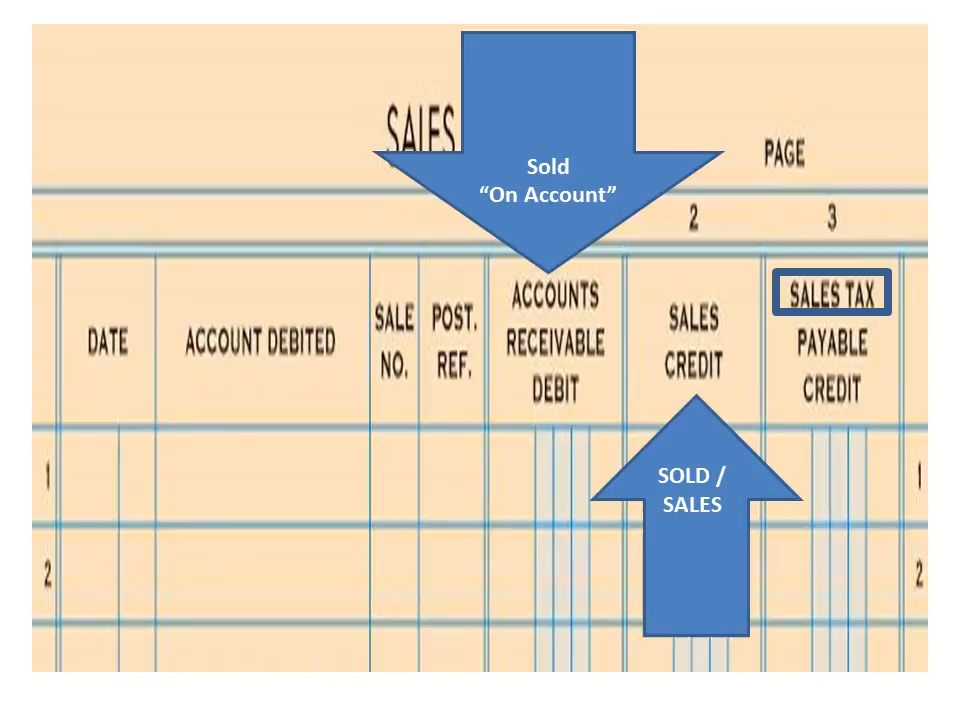 SALES
PAGE
Sold
“On Account”
2
3
DATE
ACCOUNT DEBITED
SALE
NO.
POST.
REF.
ACCOUNTS
RECEIVABLE
DEBIT
SALES
CREDIT
SALES TAX
PAYABLE
CREDIT
1
SOLD /
SALES
1
2
2